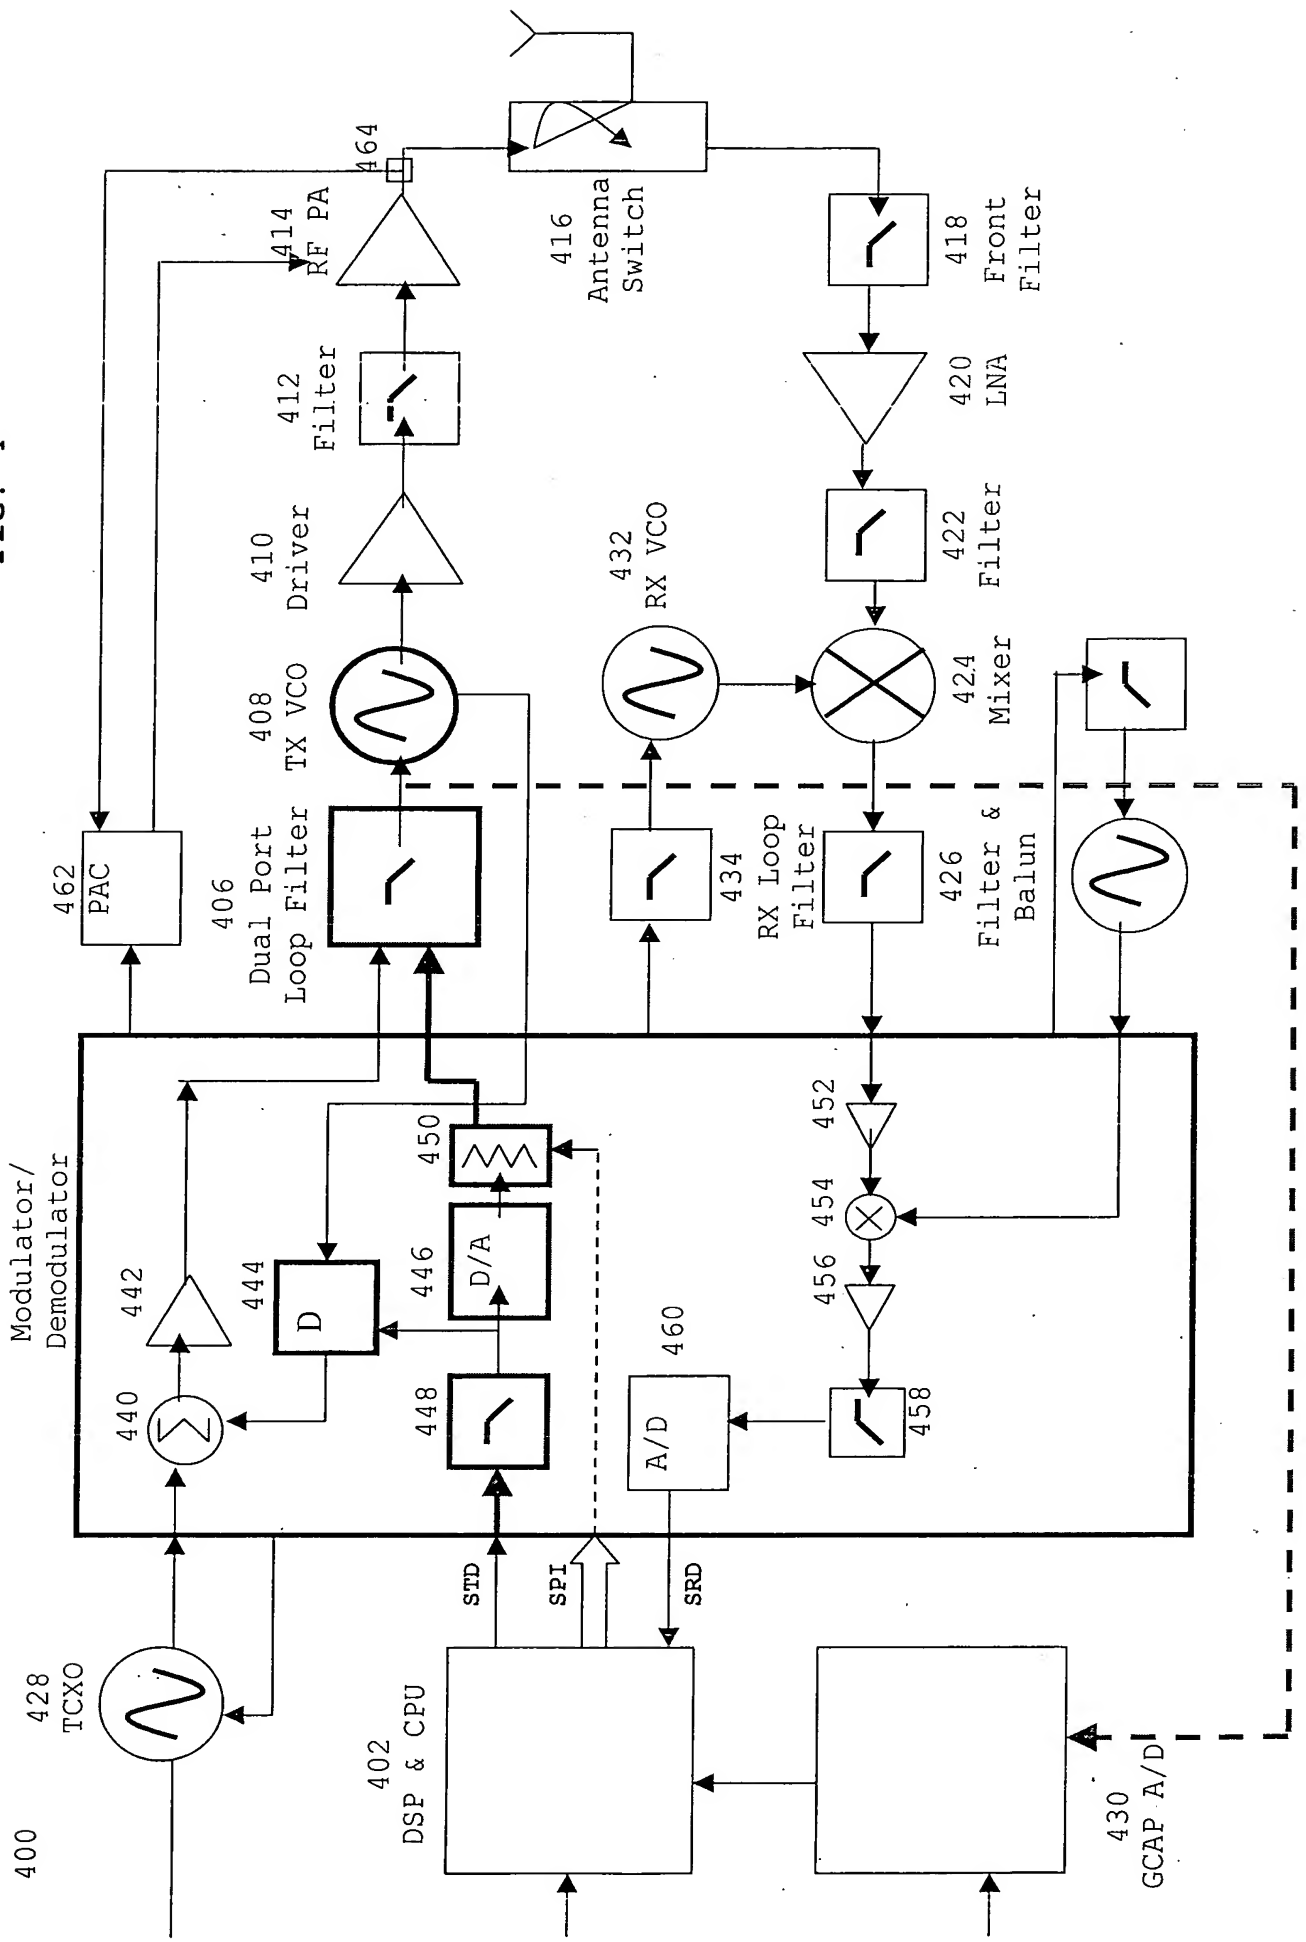 400
428
TCXO
Modulator/
Demodulator
440
442
444
D
446
D/A
448
450
STD
SPI
SRD
402
DSP & CPU
430
GCAP A/D
A/D
460
452
454
456
458
462
PAC
406
Dual Port
Loop Filter
408
TX VCO
410
Driver
412
Filter
414
RF PA
464
416
Antenna
Switch
418
Front
Filter
420
LNA
422
Filter
424
Mixer
432
RX VCO
434
RX Loop
Filter
426
Filter &
Balun